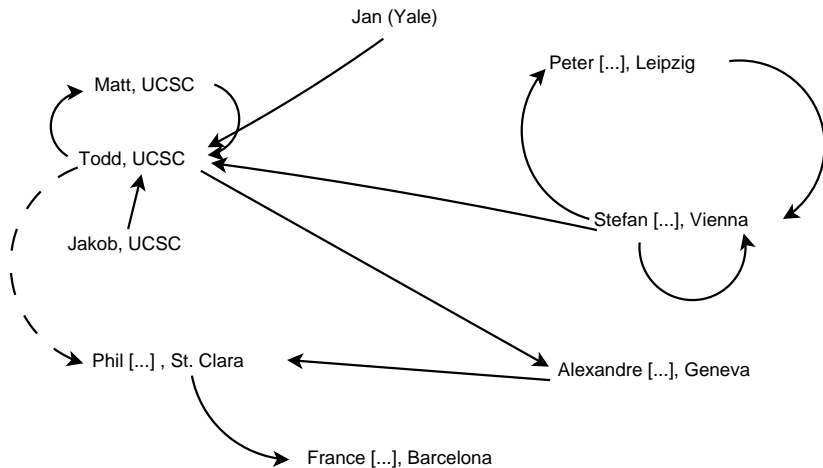 Jan (Yale)
Peter [...], Leipzig
Matt, UCSC
Todd, UCSC
Stefan [...], Vienna
Jakob, UCSC
Phil [...] , St. Clara
Alexandre [...], Geneva
France [...], Barcelona